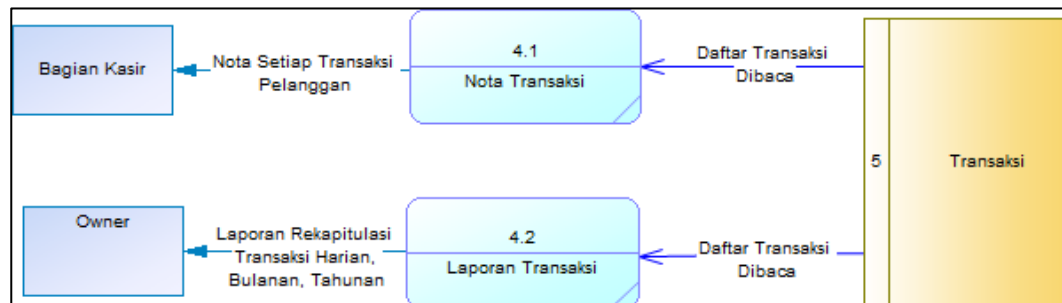 Bagian Kasir
Nota Setiap Transaksi
Pelanggan
4.1
Nota Transaksi
Daftar Transaksi
Dibaca
5
Transaksi
Owner
Laporan Rekapitulasi
Transaksi Harian,
Bulanan, Tahunan
4.2
Laporan Transaksi
Daftar Transaksi
Dibaca